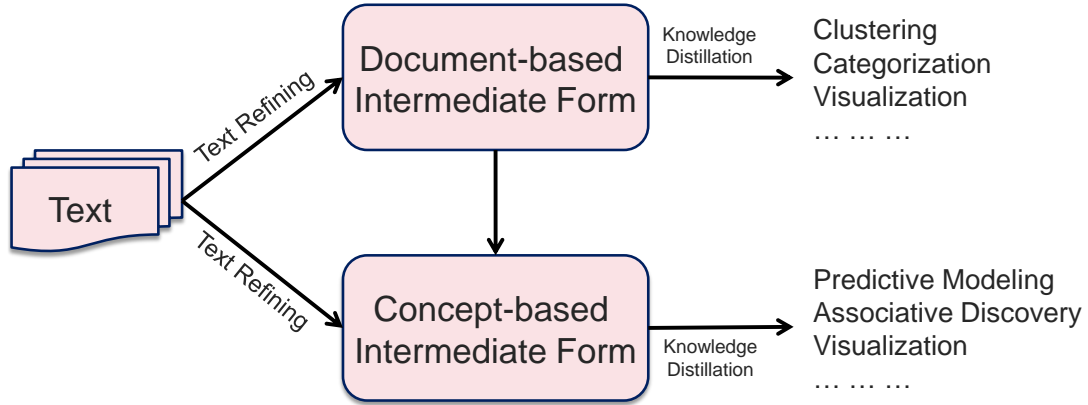 Text
Text Refining
Text Refining
Document-based
Intermediate Form
Knowledge
Distillation
Clustering
Categorization
Visualization
… … …
Concept-based
Intermediate Form
Knowledge
Distillation
Predictive Modeling
Associative Discovery
Visualization
… … …